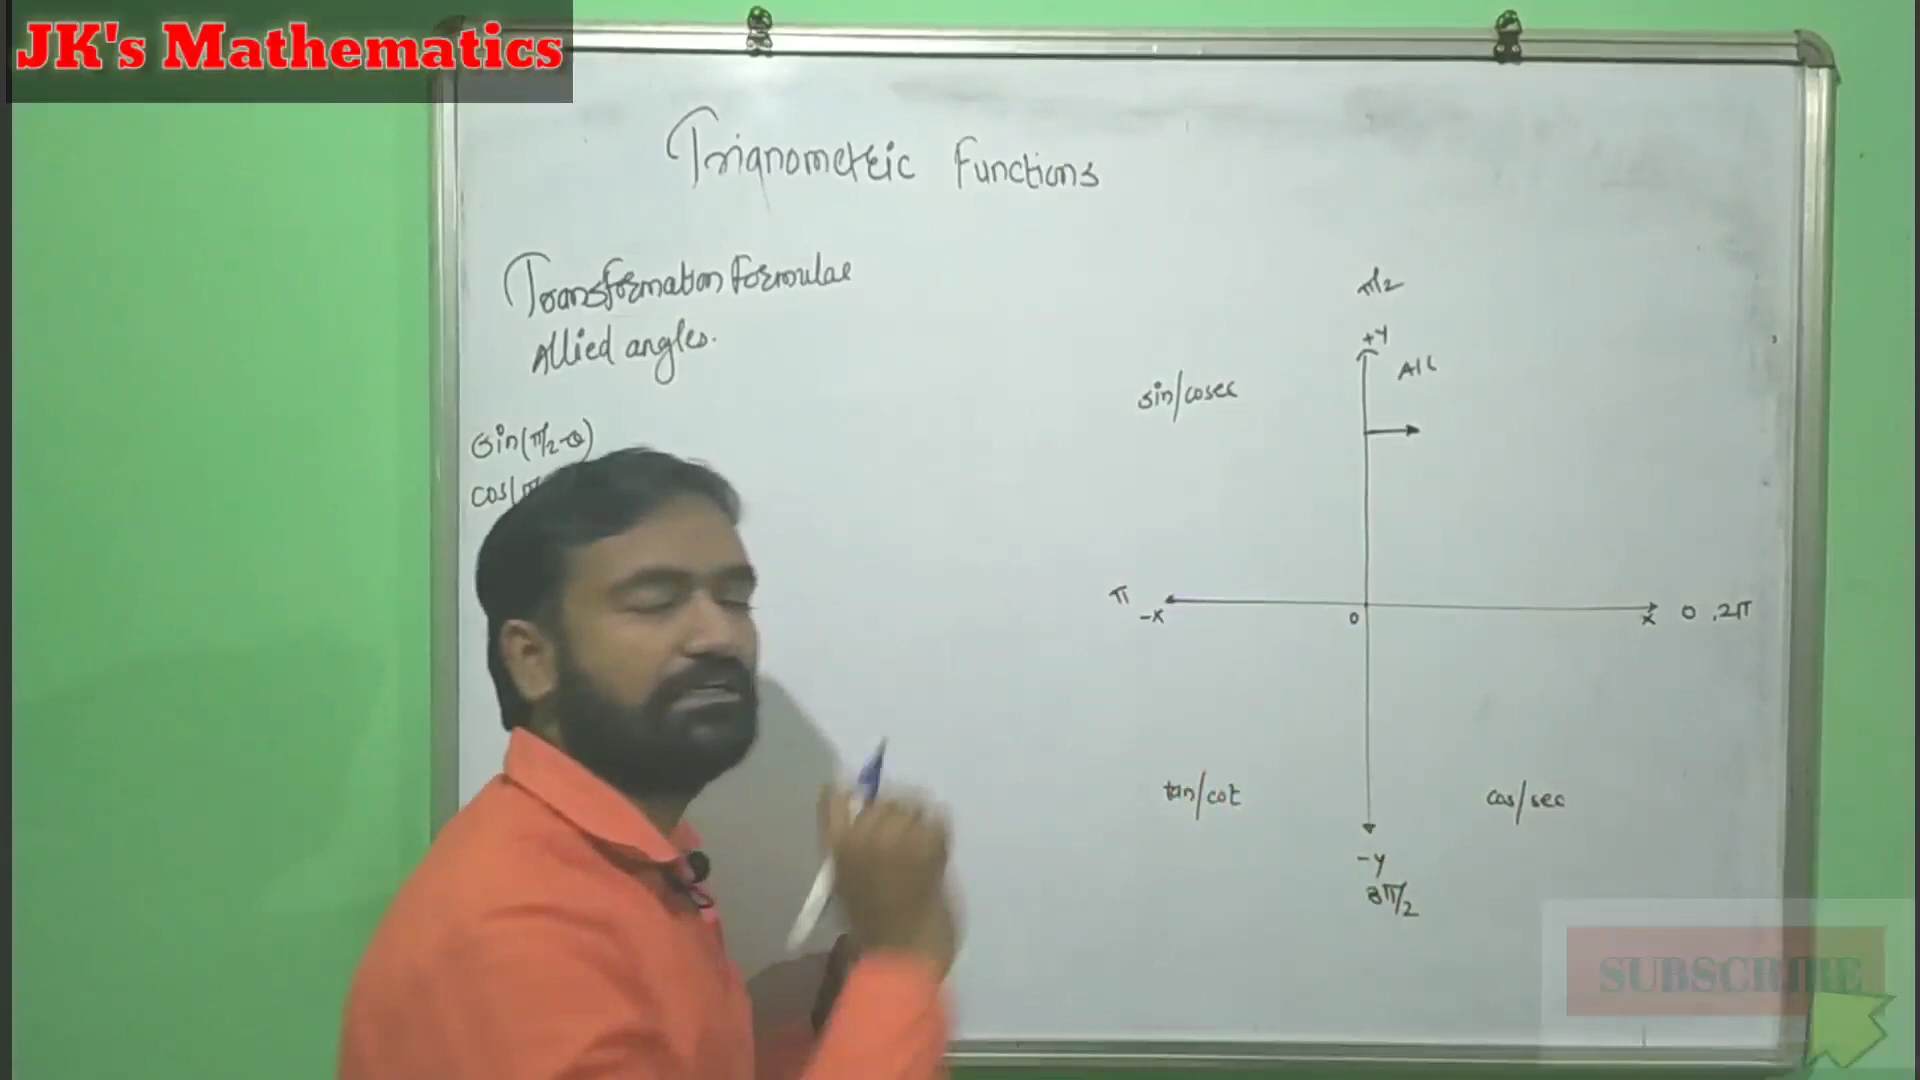 JK's Mathematics
Trignometric Functions
Transformation Formulae
Allied angles.
sin(π/2-θ)
cos(π
π/2
+Y
All
sin/cosec
π
-X
0
X
0 , 2π
tan/cot
cos/sec
-Y
3π/2
SUBSCRIBE